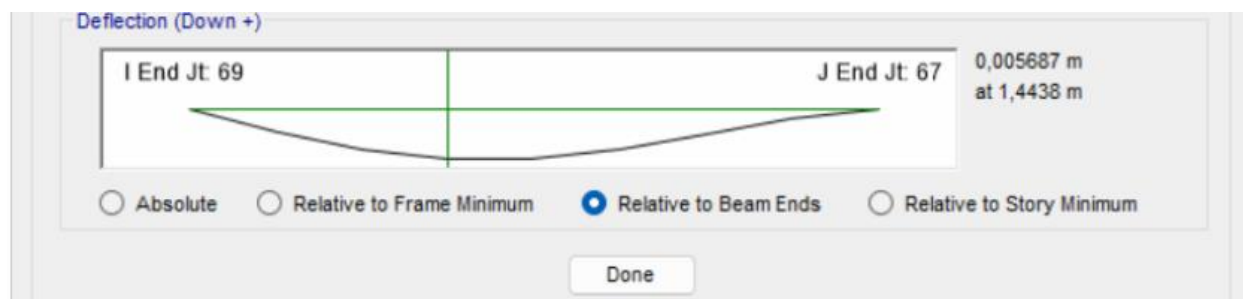 Deflection (Down +)
I End Jt: 69
J End Jt: 67
0,005687 m
at 1,4438 m
Absolute
Relative to Frame Minimum
Relative to Beam Ends
Relative to Story Minimum
Done